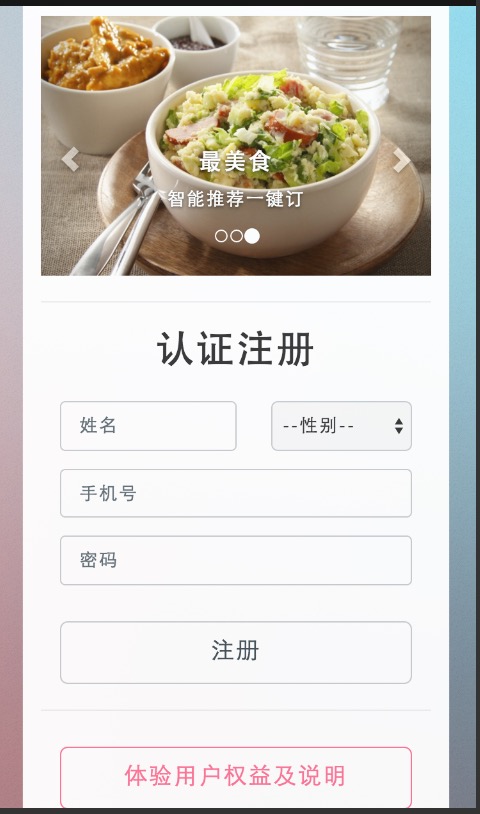 最美食
智能推荐一键订
认证注册
姓名 --性别--
手机号
密码
注册
体验用户权益及说明